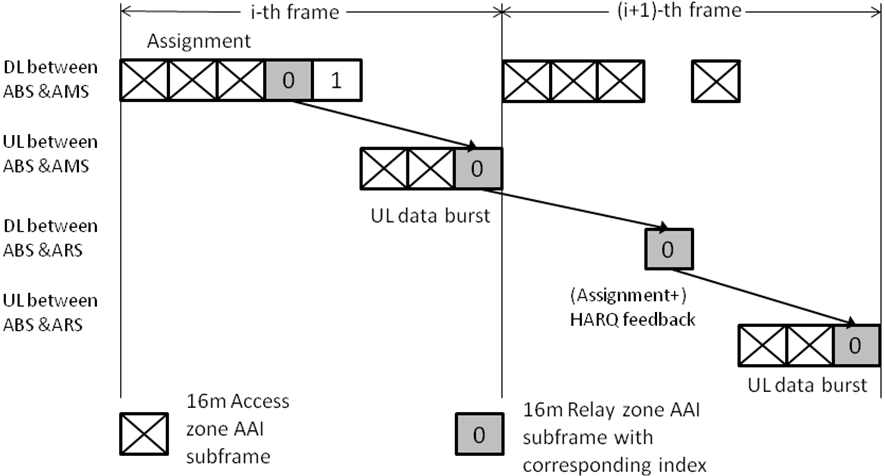 i-th frame
(i+1)-th frame
Assignment
DL between
ABS &AMS
0
1
UL between
ABS &AMS
0
UL data burst
DL between
ABS &ARS
0
(Assignment+)
HARQ feedback
UL between
ABS &ARS
0
UL data burst
16m Access
zone AAI
subframe
0
16m Relay zone AAI
subframe with
corresponding index